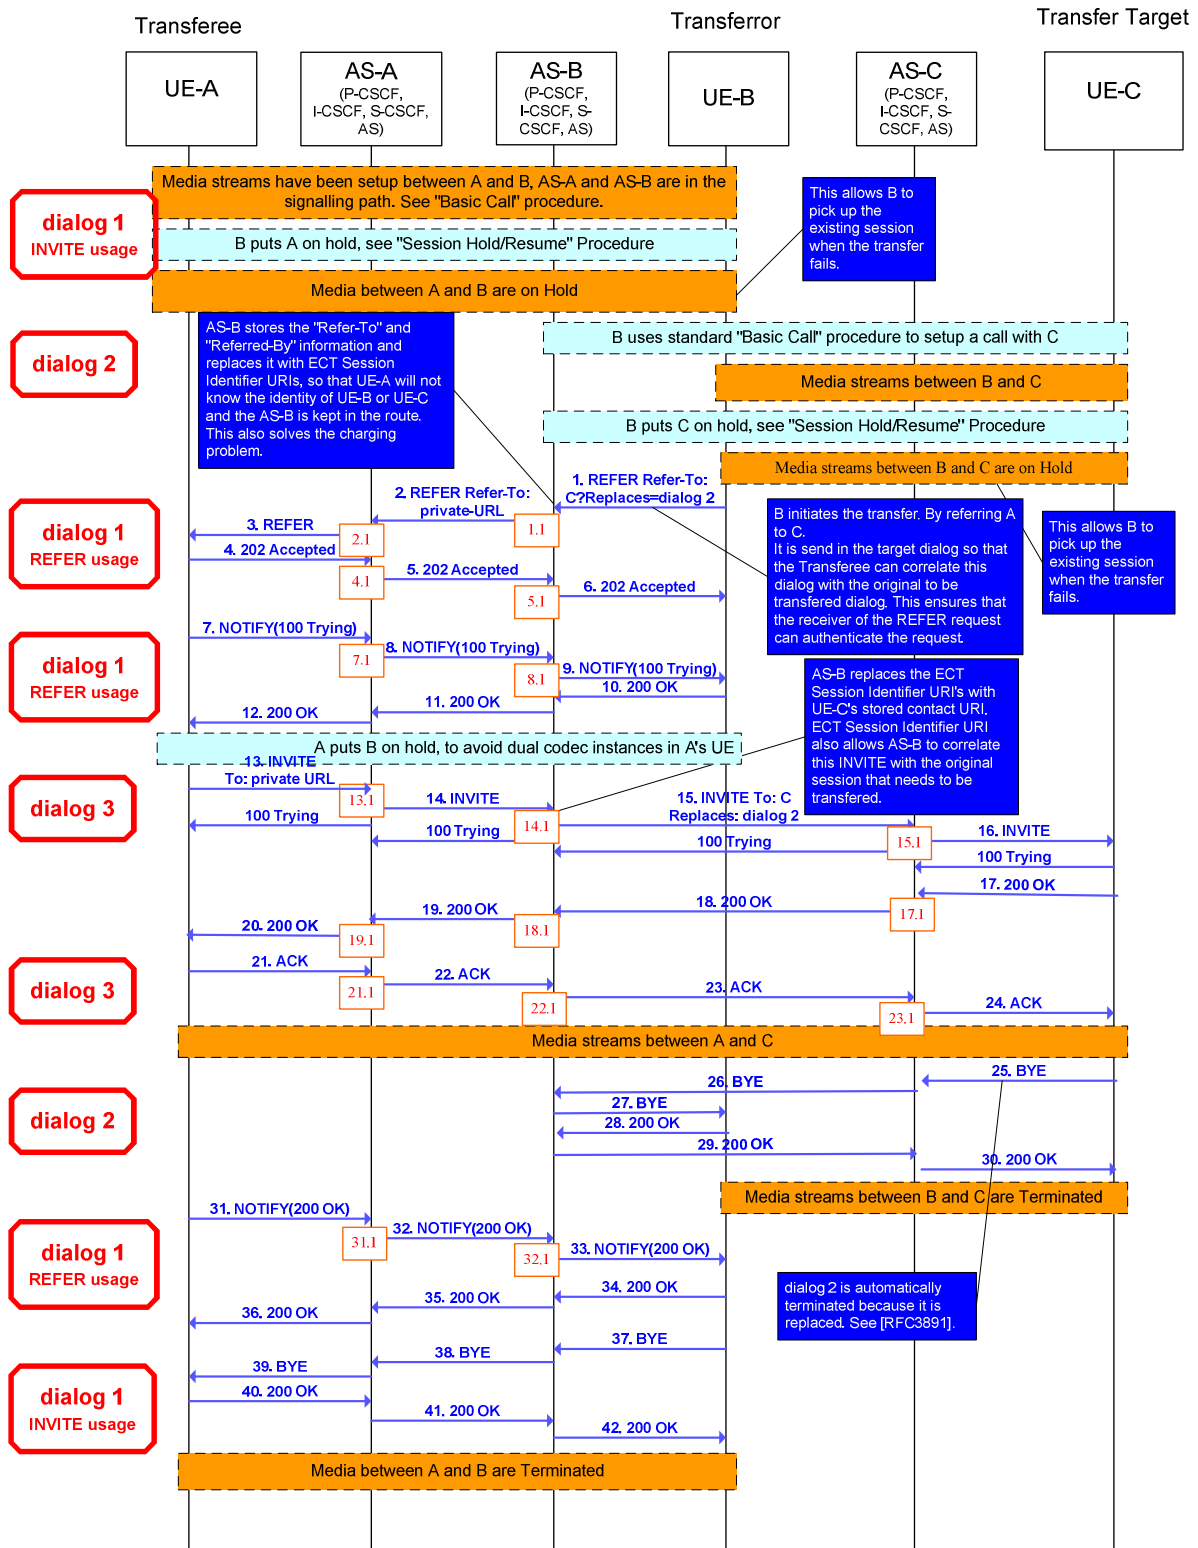 Transferee
Transferror
Transfer Target
UE-A
AS-A
(P-CSCF,
I-CSCF, S-CSCF,
AS)
AS-B
(P-CSCF,
I-CSCF, S-
CSCF, AS)
UE-B
AS-C
(P-CSCF,
I-CSCF, S-
CSCF, AS)
UE-C
Media streams have been setup between A and B, AS-A and AS-B are in the
signalling path. See "Basic Call" procedure.
dialog 1
INVITE usage
This allows B to
pick up the
existing session
when the transfer
fails.
B puts A on hold, see "Session Hold/Resume" Procedure
Media between A and B are on Hold
AS-B stores the "Refer-To" and
"Referred-By" information and
replaces it with ECT Session
Identifier URIs, so that UE-A will not
know the identity of UE-B or UE-C
and the AS-B is kept in the route.
This also solves the charging
problem.
dialog 2
B uses standard "Basic Call" procedure to setup a call with C
Media streams between B and C
B puts C on hold, see "Session Hold/Resume" Procedure
Media streams between B and C are on Hold
1. REFER Refer-To:
C?Replaces=dialog 2
2. REFER Refer-To:
private-URL
1.1
3. REFER
2.1
dialog 1
REFER usage
4. 202 Accepted
4.1
5. 202 Accepted
5.1
6. 202 Accepted
B initiates the transfer. By referring A
to C.
It is send in the target dialog so that
the Transferee can correlate this
dialog with the original to be
transfered dialog. This ensures that
the receiver of the REFER request
can authenticate the request.
This allows B to
pick up the
existing session
when the transfer
fails.
7. NOTIFY(100 Trying)
7.1
8. NOTIFY(100 Trying)
8.1
9. NOTIFY(100 Trying)
dialog 1
REFER usage
10. 200 OK
11. 200 OK
12. 200 OK
AS-B replaces the ECT
Session Identifier URI's with
UE-C's stored contact URI.
ECT Session Identifier URI
also allows AS-B to correlate
this INVITE with the original
session that needs to be
transfered.
A puts B on hold, to avoid dual codec instances in A's UE
13. INVITE
To: private URL
13.1
dialog 3
14. INVITE
14.1
15. INVITE To: C
Replaces: dialog 2
15.1
16. INVITE
100 Trying
100 Trying
100 Trying
100 Trying
17. 200 OK
17.1
18. 200 OK
18.1
19. 200 OK
19.1
20. 200 OK
21. ACK
21.1
22. ACK
22.1
23. ACK
23.1
24. ACK
dialog 3
Media streams between A and C
25. BYE
26. BYE
27. BYE
dialog 2
28. 200 OK
29. 200 OK
30. 200 OK
Media streams between B and C are Terminated
31. NOTIFY(200 OK)
31.1
32. NOTIFY(200 OK)
32.1
33. NOTIFY(200 OK)
dialog 1
REFER usage
34. 200 OK
35. 200 OK
36. 200 OK
dialog 2 is automatically
terminated because it is
replaced. See [RFC3891].
37. BYE
38. BYE
39. BYE
dialog 1
INVITE usage
40. 200 OK
41. 200 OK
42. 200 OK
Media between A and B are Terminated